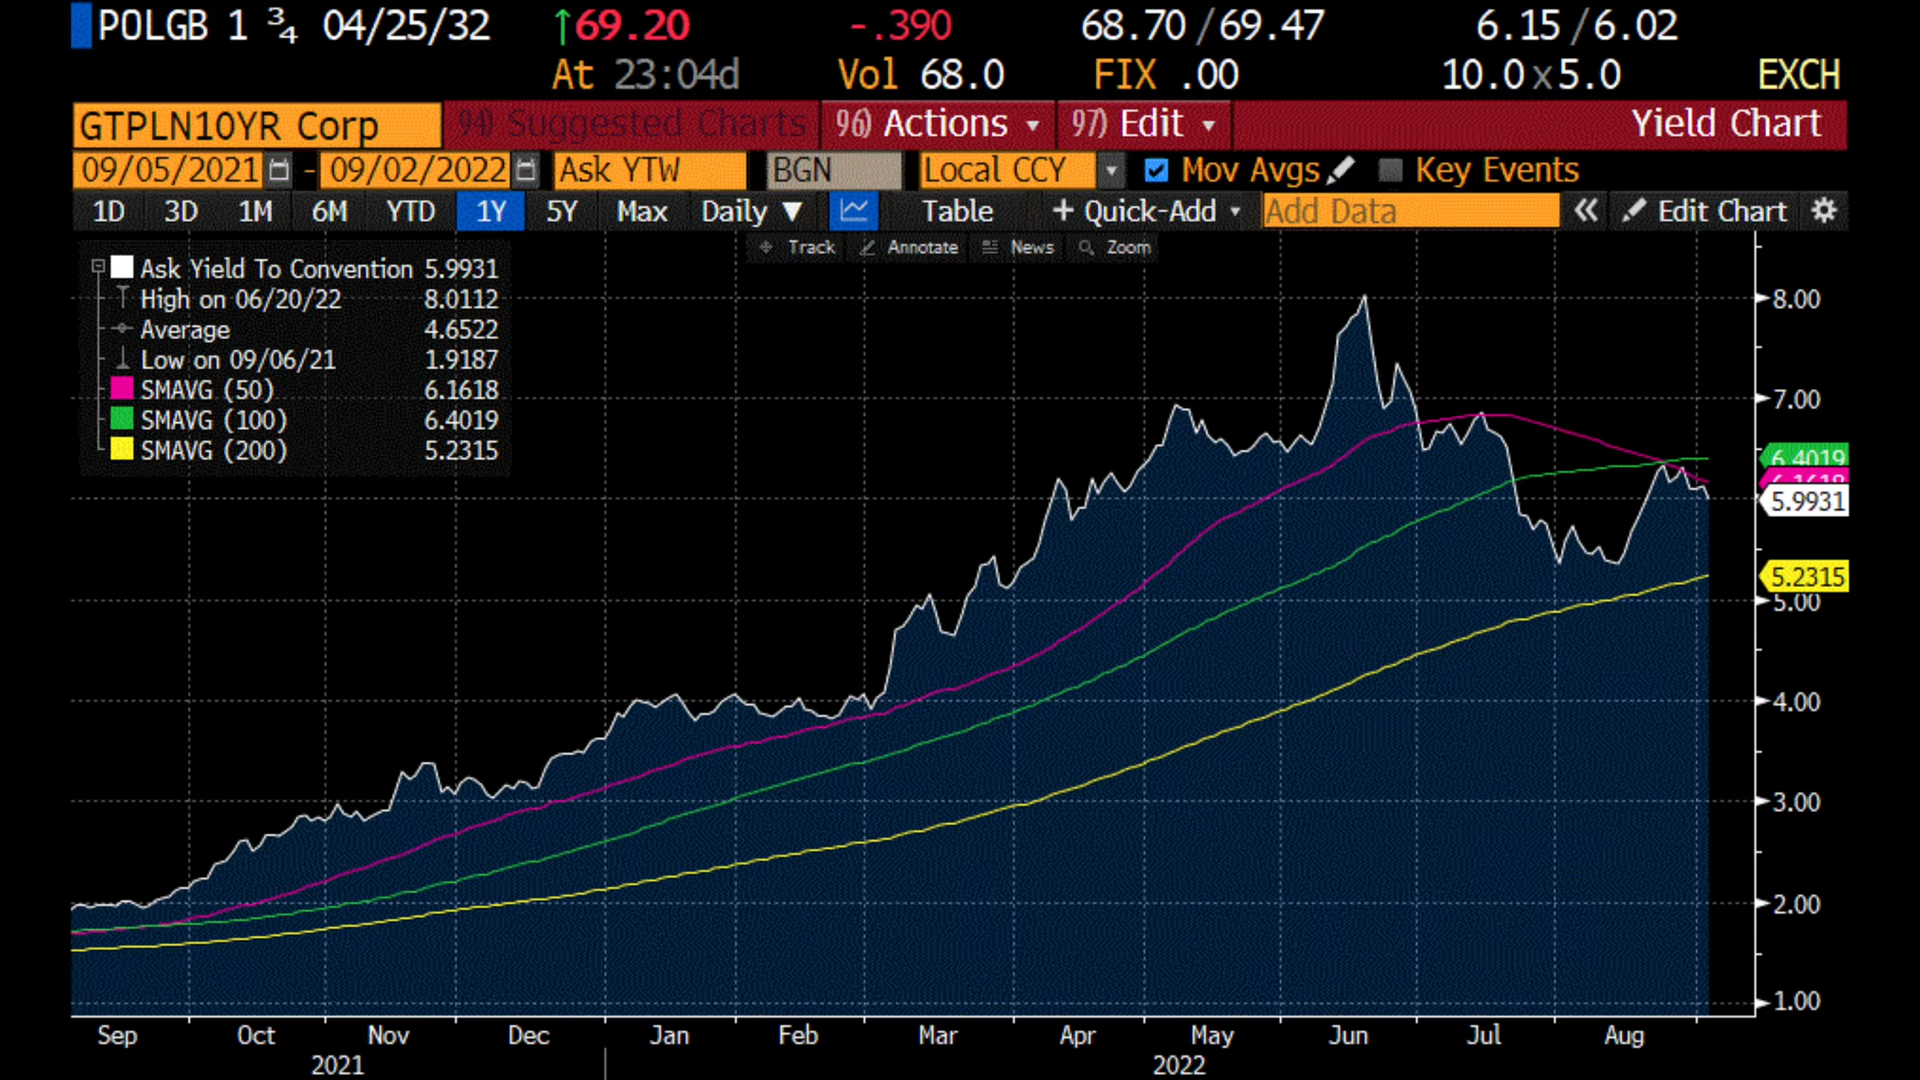 POLGB 1 ¾ 04/25/32 ↑69.20 -.390 68.70/69.47 6.15/6.02
At 23:04d Vol 68.0 FIX .00 10.0x5.0 EXCH
GTPLN10YR Corp 94) Suggested Charts 96) Actions 97) Edit Yield Chart
09/05/2021 - 09/02/2022 Ask YTW BGN Local CCY Mov Avgs Key Events
1D 3D 1M 6M YTD 1Y 5Y Max Daily ▼ Table + Quick-Add Add Data « Edit Chart
Track Annotate News Zoom
Ask Yield To Convention 5.9931
High on 06/20/22 8.0112
Average 4.6522
Low on 09/06/21 1.9187
SMAVG (50) 6.1618
SMAVG (100) 6.4019
SMAVG (200) 5.2315
8.00
7.00
6.4019
6.1618
5.9931
5.2315
5.00
4.00
3.00
2.00
1.00
Sep Oct Nov Dec Jan Feb Mar Apr May Jun Jul Aug
2021 2022